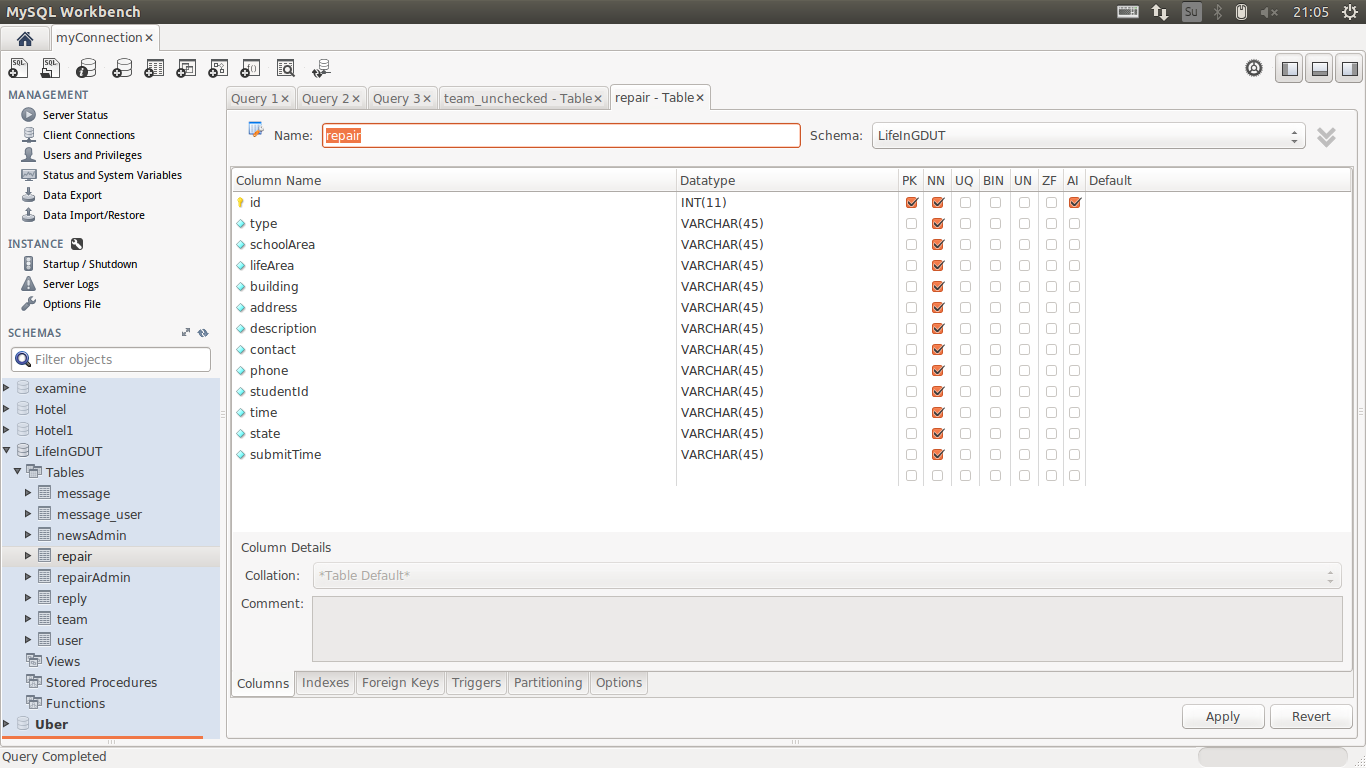 MySQL Workbench Su 21:05
myConnection
MANAGEMENT
Server Status
Client Connections
Users and Privileges
Status and System Variables
Data Export
Data Import/Restore
INSTANCE
Startup / Shutdown
Server Logs
Options File
SCHEMAS
Filter objects
examine
Hotel
Hotel1
LifeInGDUT
Tables
message
message_user
newsAdmin
repair
repairAdmin
reply
team
user
Views
Stored Procedures
Functions
Uber
Query 1 Query 2 Query 3 team_unchecked - Table repair - Table
Name: repair Schema: LifeInGDUT
Column Name Datatype PK NN UQ BIN UN ZF AI Default
id INT(11)
type VARCHAR(45)
schoolArea VARCHAR(45)
lifeArea VARCHAR(45)
building VARCHAR(45)
address VARCHAR(45)
description VARCHAR(45)
contact VARCHAR(45)
phone VARCHAR(45)
studentId VARCHAR(45)
time VARCHAR(45)
state VARCHAR(45)
submitTime VARCHAR(45)
Column Details
Collation: *Table Default*
Comment:
Columns Indexes Foreign Keys Triggers Partitioning Options
Apply Revert
Query Completed